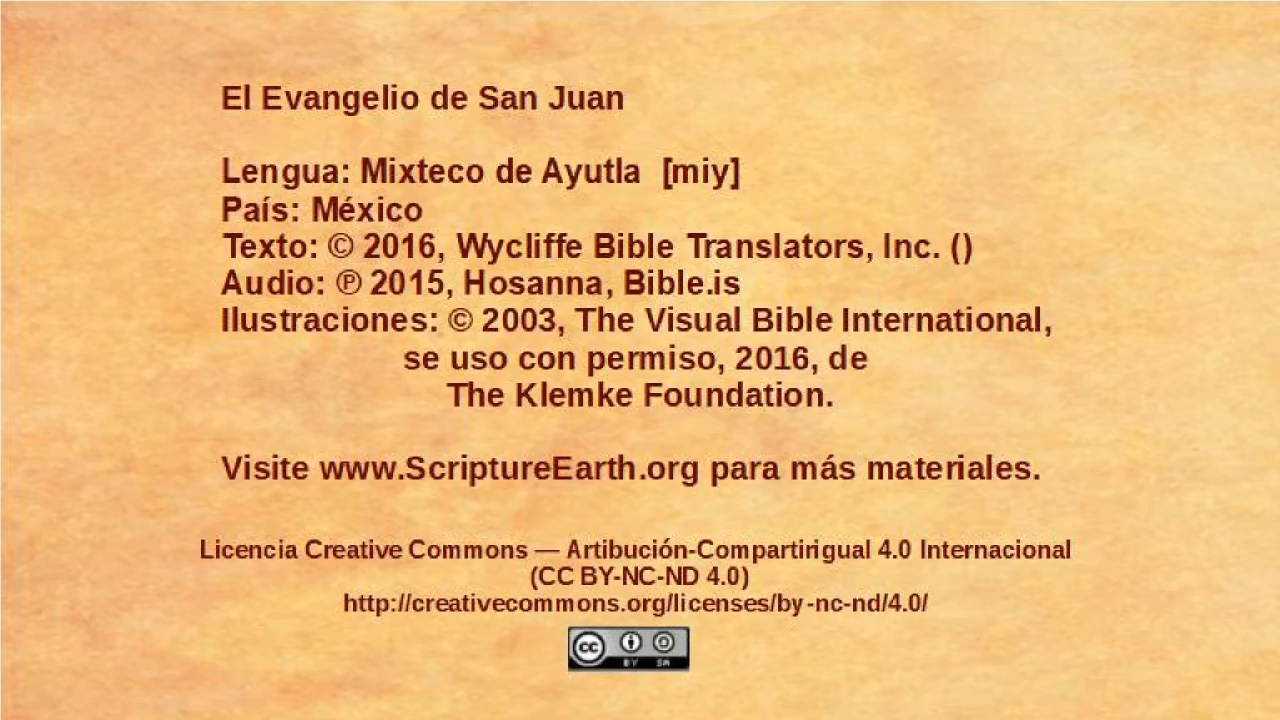 El Evangelio de San Juan
Lengua: Mixteco de Ayutla [miy]
País: México
Texto: © 2016, Wycliffe Bible Translators, Inc. ()
Audio: ℗ 2015, Hosanna, Bible.is
Ilustraciones: © 2003, The Visual Bible International,
se uso con permiso, 2016, de
The Klemke Foundation.
Visite www.ScriptureEarth.org para más materiales.
Licencia Creative Commons — Artibución-Compartirigual 4.0 Internacional
(CC BY-NC-ND 4.0)
http://creativecommons.org/licenses/by-nc-nd/4.0/
cc BY SA